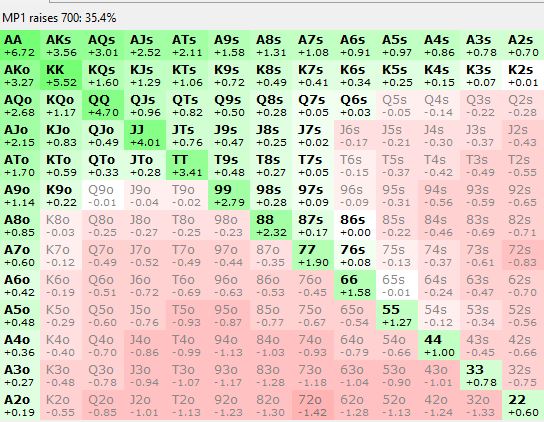 MP1 raises 700: 35.4%
AA AKs AQs AJs ATs A9s A8s A7s A6s A5s A4s A3s A2s
+6.72 +3.56 +3.01 +2.52 +2.11 +1.58 +1.31 +1.08 +0.91 +0.97 +0.86 +0.78 +0.70
AKo KK KQs KJs KTs K9s K8s K7s K6s K5s K4s K3s K2s
+3.27 +5.52 +1.60 +1.29 +1.06 +0.72 +0.49 +0.41 +0.34 +0.25 +0.15 +0.07 +0.01
AQo KQo QQ QJs QTs Q9s Q8s Q7s Q6s Q5s Q4s Q3s Q2s
+2.68 +1.17 +4.70 +0.96 +0.82 +0.50 +0.28 +0.05 +0.03 -0.05 -0.14 -0.22 -0.28
AJo KJo QJo JJ JTs J9s J8s J7s J6s J5s J4s J3s J2s
+2.15 +0.83 +0.49 +4.01 +0.76 +0.47 +0.25 +0.02 -0.17 -0.21 -0.30 -0.37 -0.43
ATo KTo QTo JTo TT T9s T8s T7s T6s T5s T4s T3s T2s
+1.70 +0.59 +0.33 +0.28 +3.41 +0.48 +0.27 +0.05 -0.15 -0.37 -0.42 -0.49 -0.55
A9o K9o Q9o J9o T9o 99 98s 97s 96s 95s 94s 93s 92s
+1.14 +0.22 -0.01 -0.04 -0.02 +2.79 +0.28 +0.09 -0.09 -0.31 -0.56 -0.59 -0.65
A8o K8o Q8o J8o T8o 98o 88 87s 86s 85s 84s 83s 82s
+0.85 -0.03 -0.25 -0.27 -0.25 -0.23 +2.32 +0.17 +0.00 -0.22 -0.46 -0.69 -0.71
A7o K7o Q7o J7o T7o 97o 87o 77 76s 75s 74s 73s 72s
+0.60 -0.12 -0.49 -0.52 -0.49 -0.44 -0.35 +1.90 +0.08 -0.13 -0.37 -0.61 -0.83
A6o K6o Q6o J6o T6o 96o 86o 76o 66 65s 64s 63s 62s
+0.42 -0.19 -0.51 -0.72 -0.69 -0.63 -0.53 -0.45 +1.58 -0.01 -0.24 -0.47 -0.70
A5o K5o Q5o J5o T5o 95o 85o 75o 65o 55 54s 53s 52s
+0.48 -0.29 -0.60 -0.76 -0.93 -0.87 -0.77 -0.67 -0.54 +1.27 -0.12 -0.34 -0.56
A4o K4o Q4o J4o T4o 94o 84o 74o 64o 54o 44 43s 42s
+0.36 -0.40 -0.70 -0.86 -0.99 -1.13 -1.03 -0.93 -0.79 -0.66 +1.00 -0.45 -0.66
A3o K3o Q3o J3o T3o 93o 83o 73o 63o 53o 43o 33 32s
+0.27 -0.48 -0.78 -0.94 -1.07 -1.17 -1.28 -1.18 -1.04 -0.90 -1.01 +0.78 -0.75
A2o K2o Q2o J2o T2o 92o 82o 72o 62o 52o 42o 32o 22
+0.19 -0.55 -0.85 -1.01 -1.13 -1.23 -1.30 -1.42 -1.28 -1.13 -1.24 -1.33 +0.60